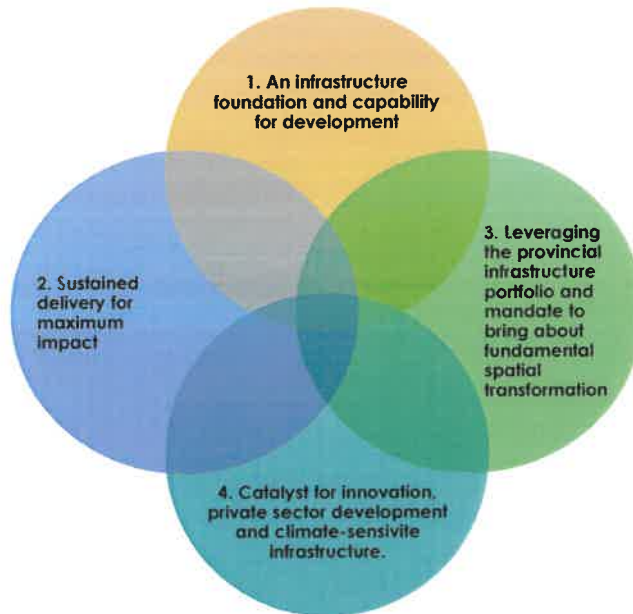 1. An infrastructure
foundation and capability
for development
2. Sustained
delivery for
maximum
impact
3. Leveraging
the provincial
infrastructure
portfolio and
mandate to
bring about
fundamental
spatial
transformation
4. Catalyst for innovation,
private sector development
and climate-sensivite
infrastructure.